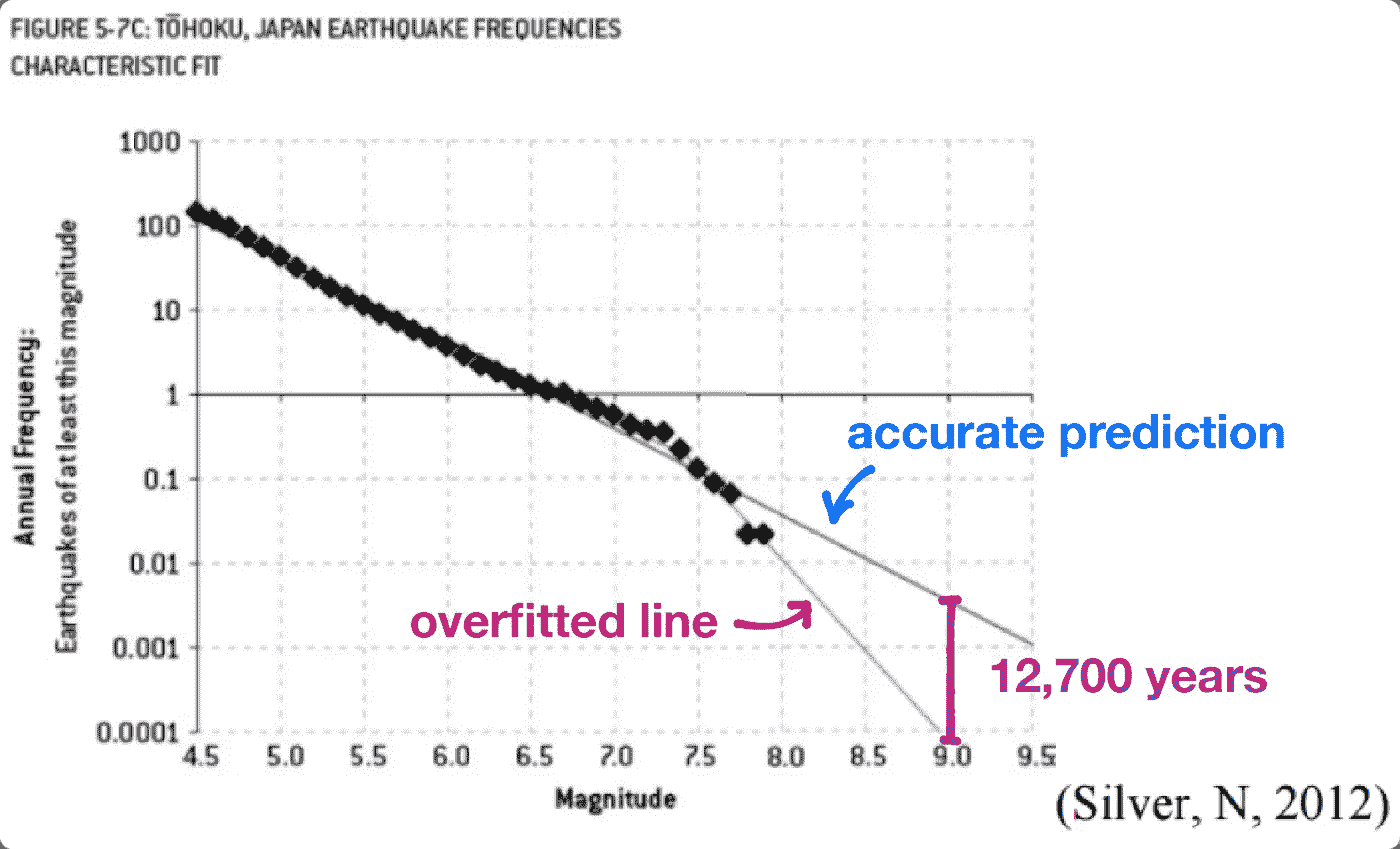 FIGURE 5-7C: TŌHOKU, JAPAN EARTHQUAKE FREQUENCIES
CHARACTERISTIC FIT
1000
100
10
1
0.1
0.01
0.001
0.0001
Annual Frequency:
Earthquakes of at least this magnitude
accurate prediction
overfitted line
12,700 years
4.5 5.0 5.5 6.0 6.5 7.0 7.5 8.0 8.5 9.0 9.5
Magnitude
(Silver, N, 2012)